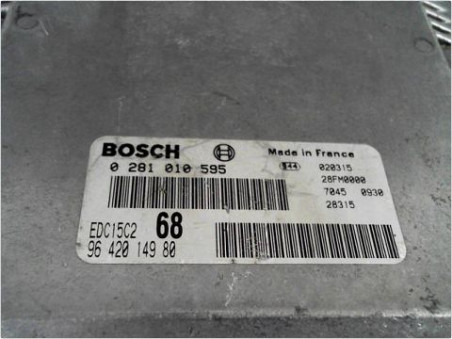 BOSCH
Made in France
0 281 010 595
S44
020315
28FM0000
7045 0930
28315
EDC15C2 68
96 420 149 80